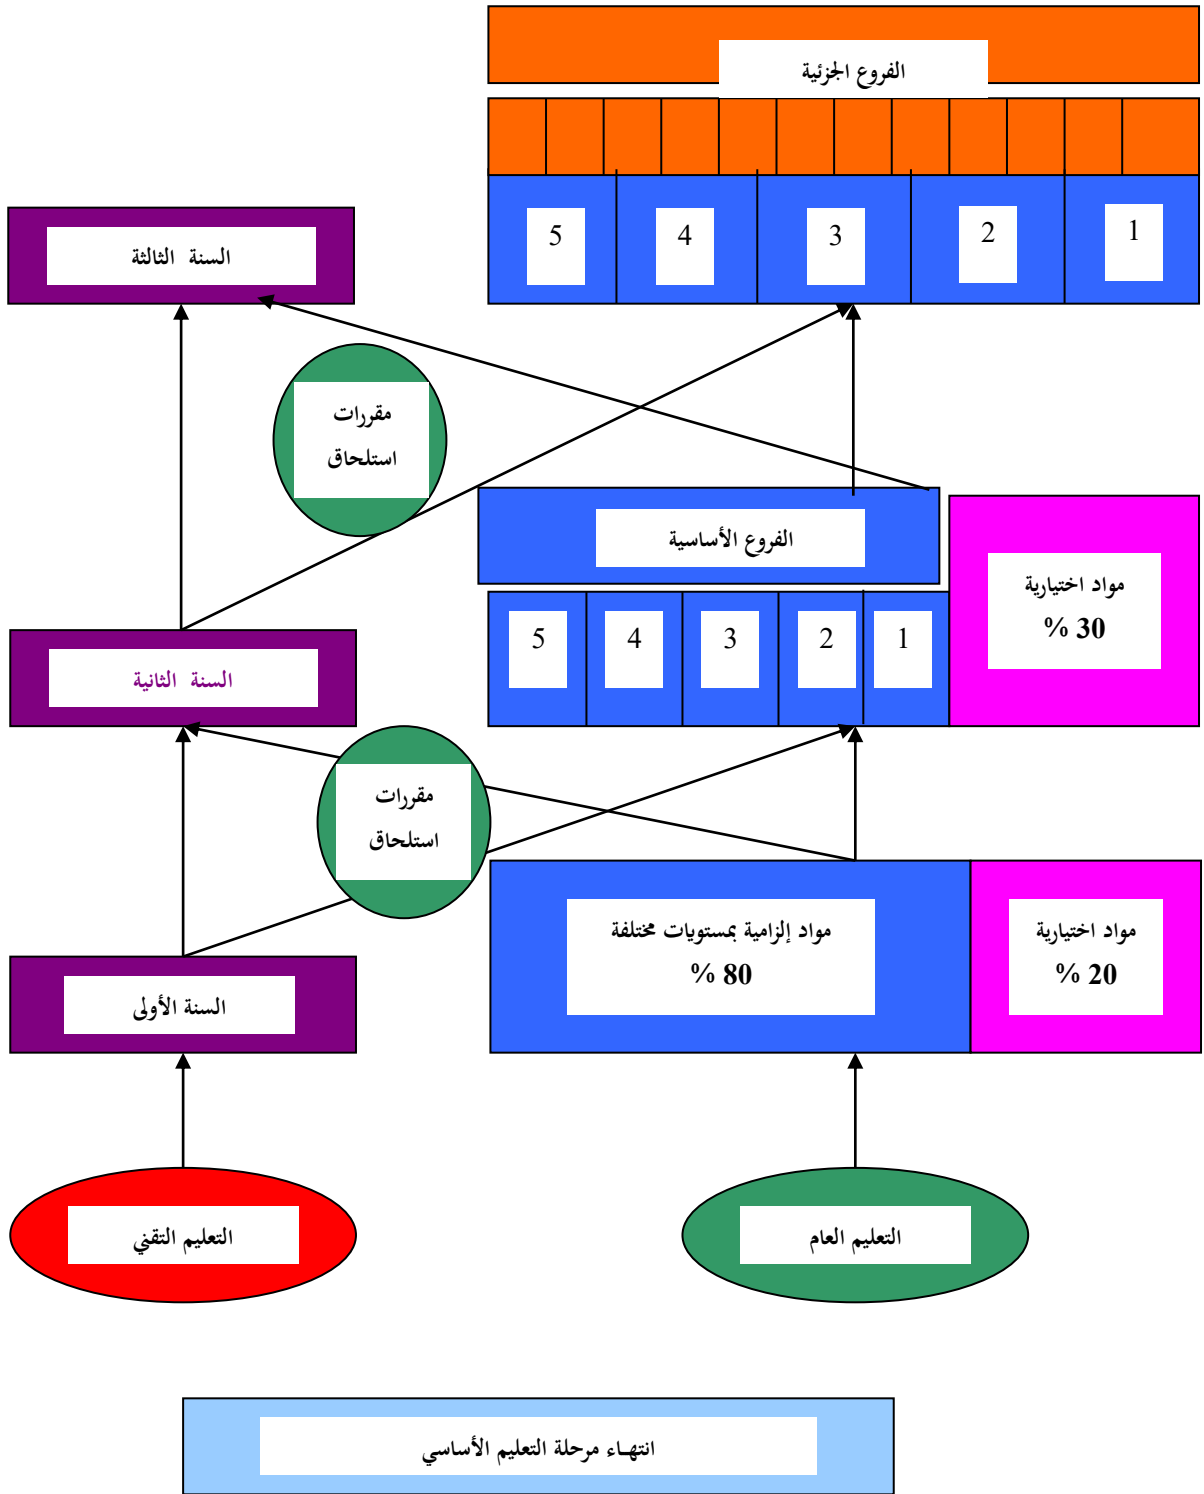 الفروع الجزئية
1
2
3
4
5
السنة الثالثة
مقررات
استلحاق
الفروع الأساسية
مواد اختيارية
% 30
1
2
3
4
5
السنة الثانية
مقررات
استلحاق
مواد اختيارية
% 20
مواد إلزامية بمستويات مختلفة
% 80
السنة الأولى
التعليم العام
التعليم التقني
انتهاء مرحلة التعليم الأساسي